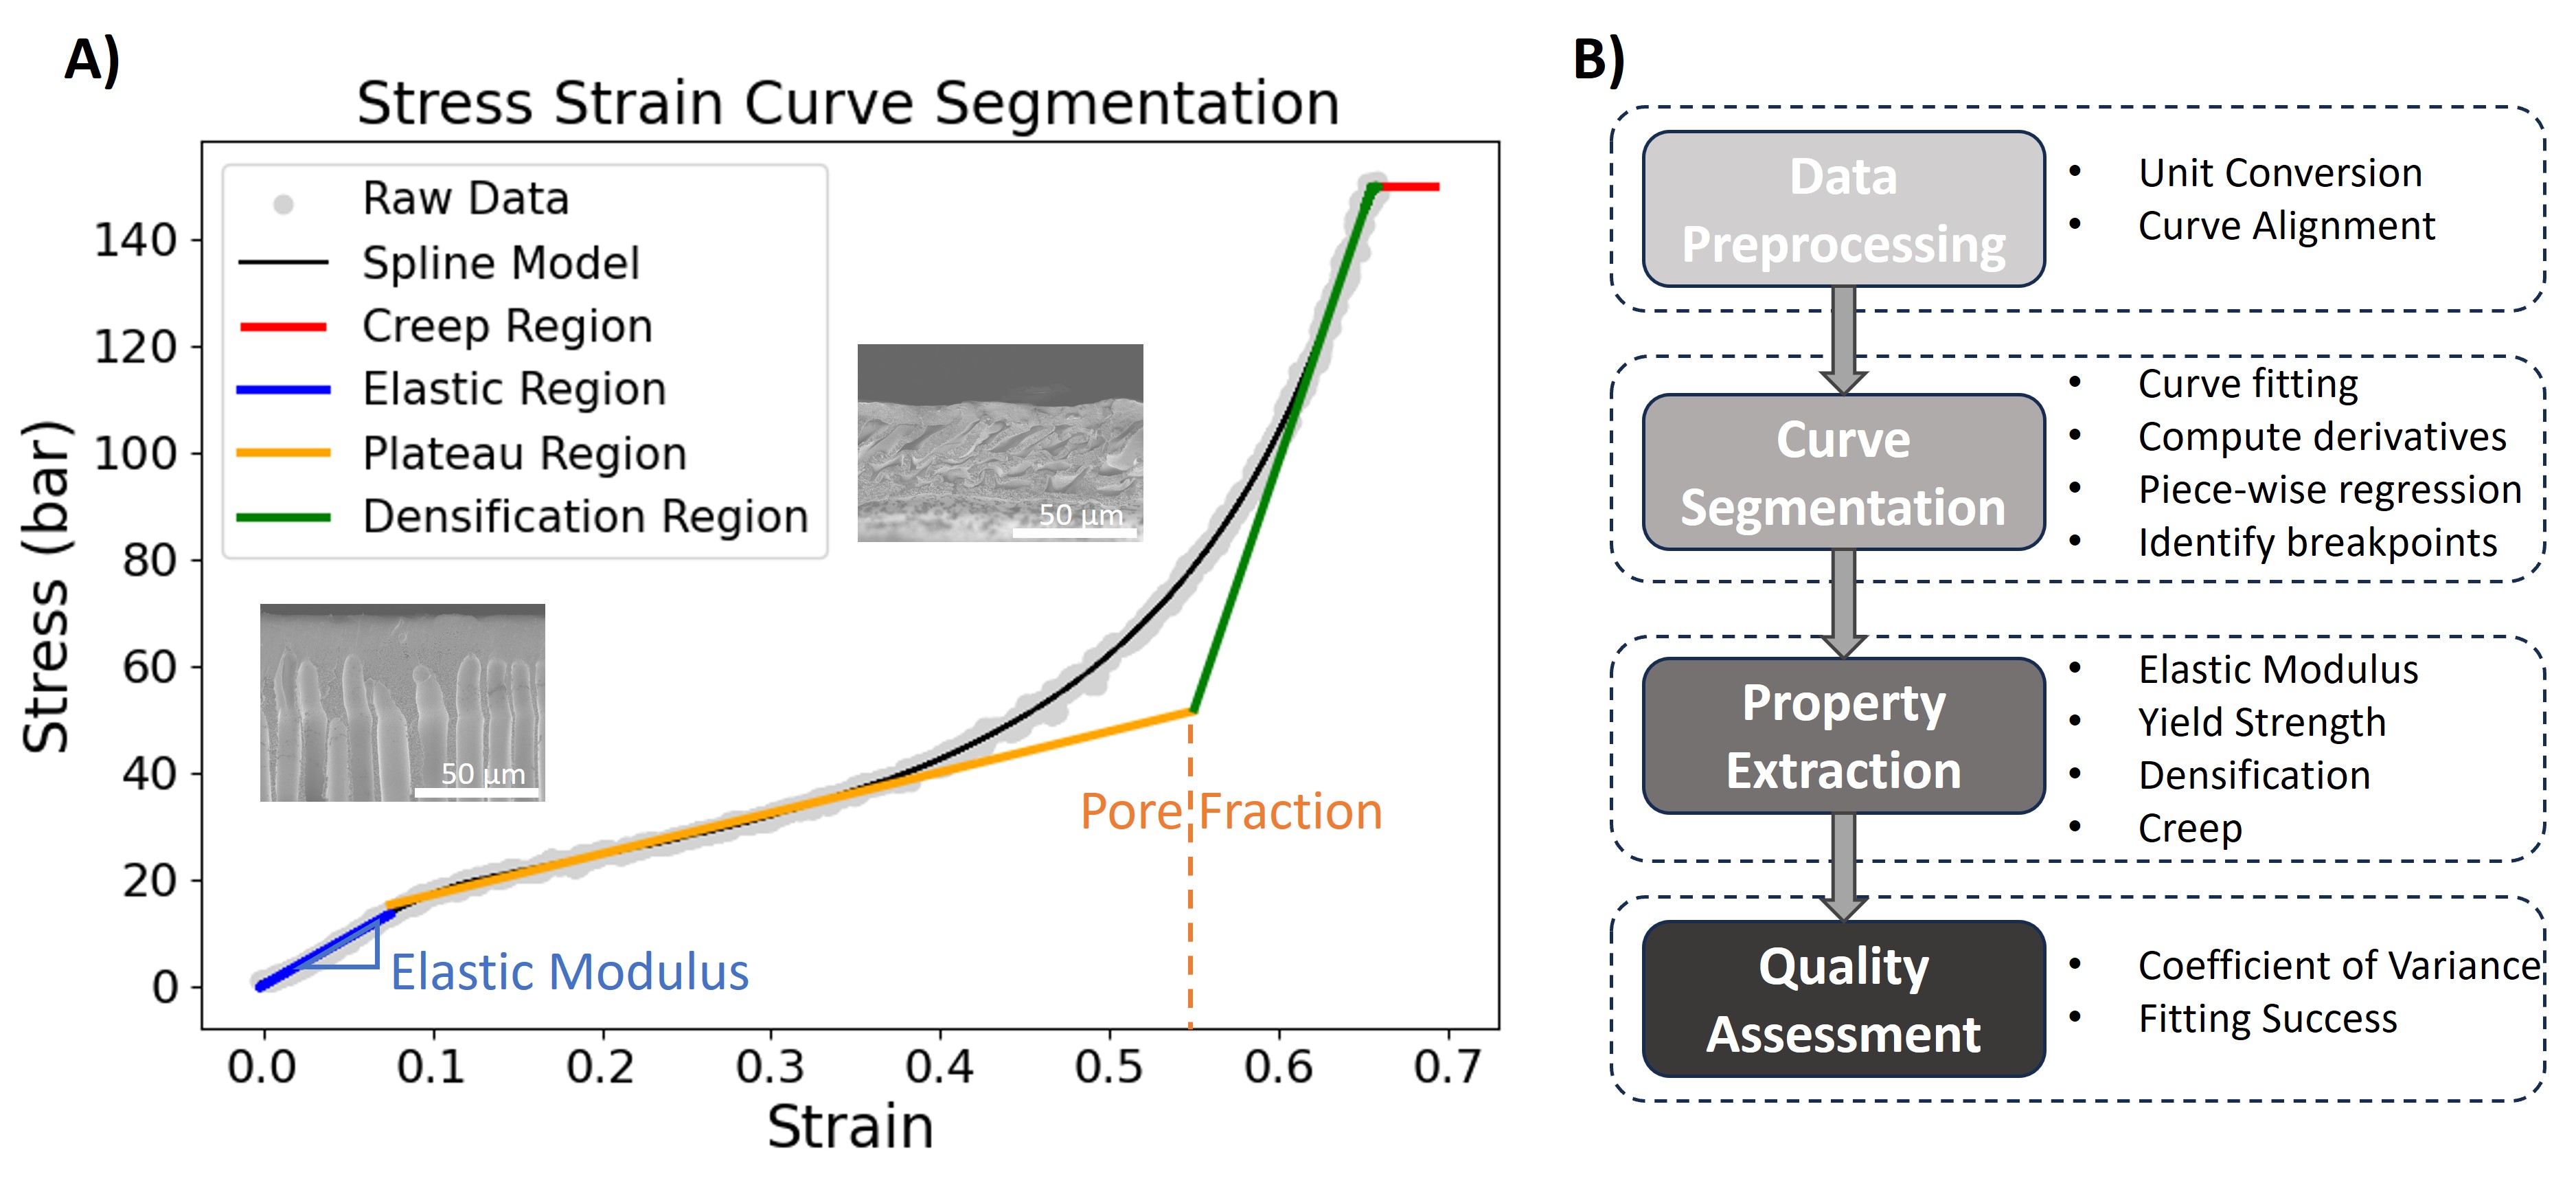 A)
Stress Strain Curve Segmentation
Raw Data
Spline Model
Creep Region
Elastic Region
Plateau Region
Densification Region
140
120
100
80
60
40
20
0
Stress (bar)
50 µm
50 µm
Pore Fraction
Elastic Modulus
0.0 0.1 0.2 0.3 0.4 0.5 0.6 0.7
Strain
B)
Data
Preprocessing
• Unit Conversion
• Curve Alignment
Curve
Segmentation
• Curve fitting
• Compute derivatives
• Piece-wise regression
• Identify breakpoints
Property
Extraction
• Elastic Modulus
• Yield Strength
• Densification
• Creep
Quality
Assessment
• Coefficient of Variance
• Fitting Success